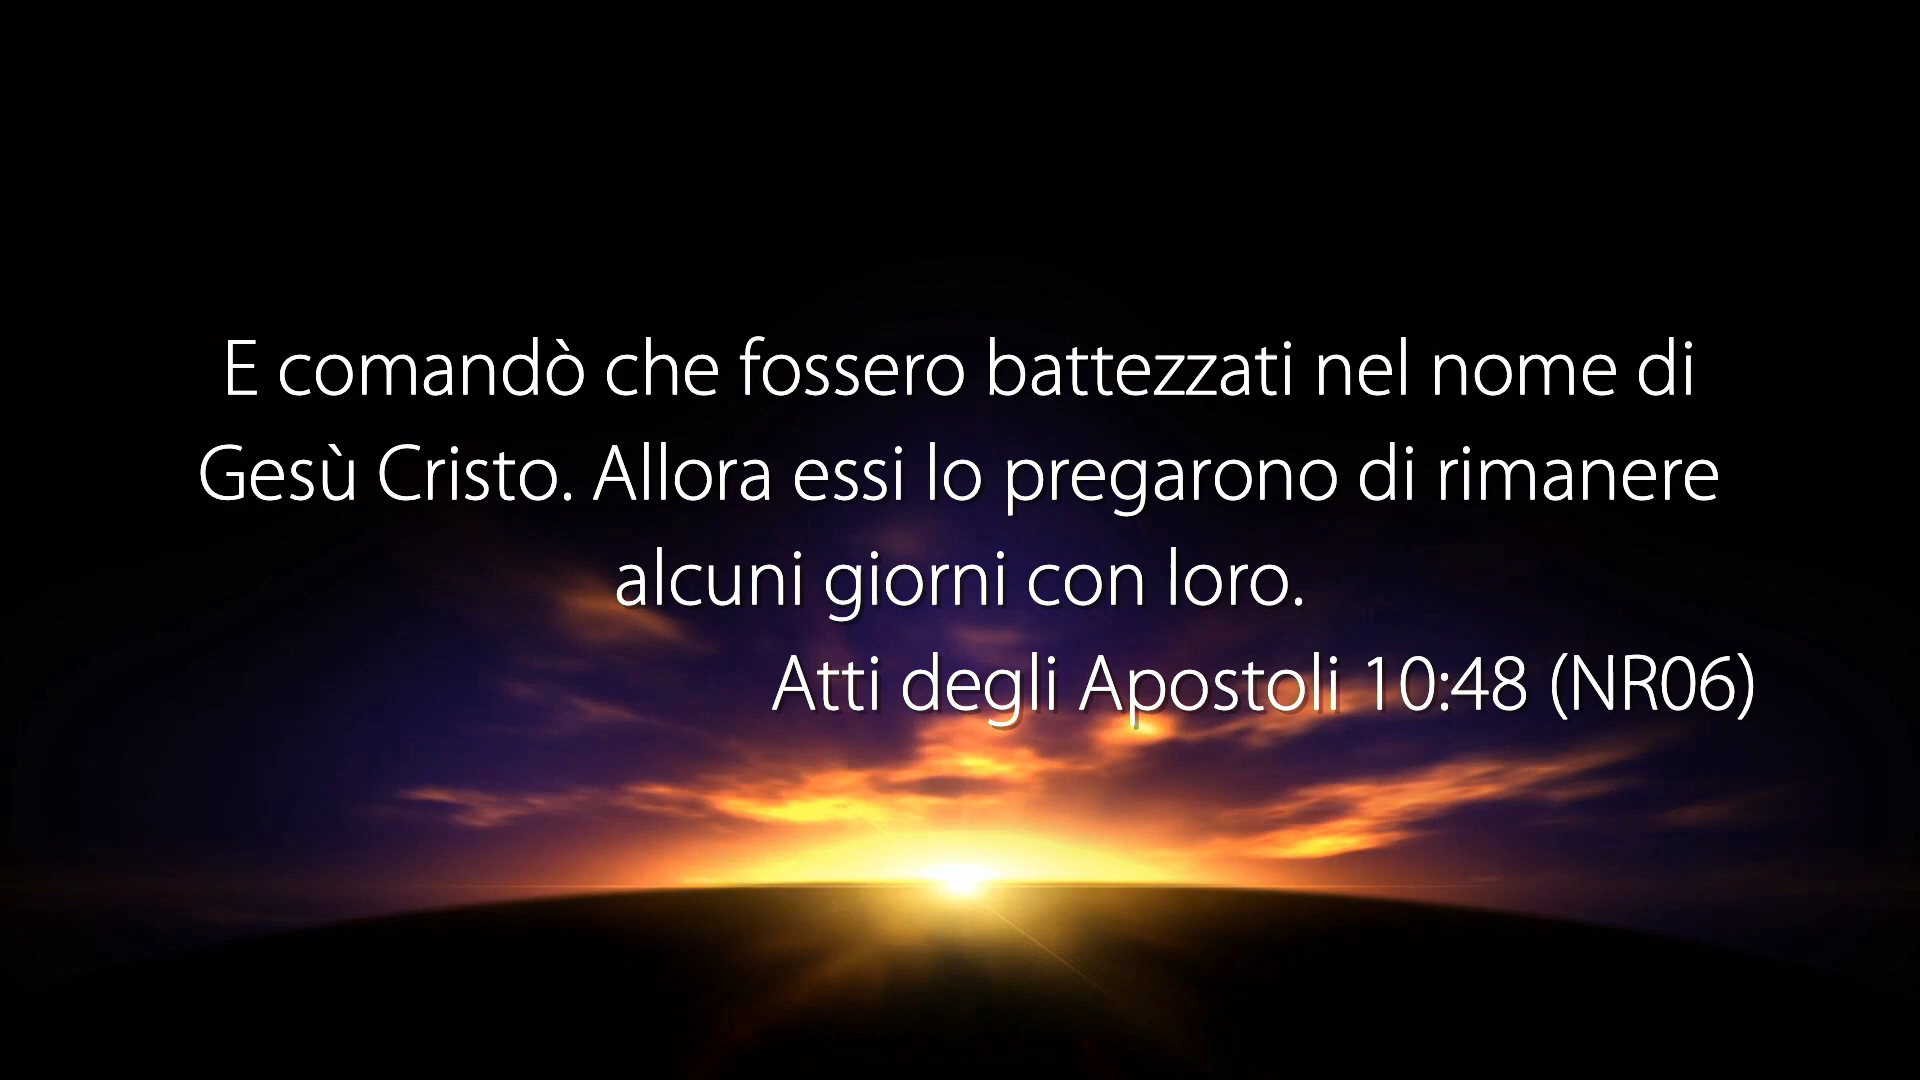 E comandò che fossero battezzati nel nome di
Gesù Cristo. Allora essi lo pregarono di rimanere
alcuni giorni con loro.
Atti degli Apostoli 10:48 (NR06)